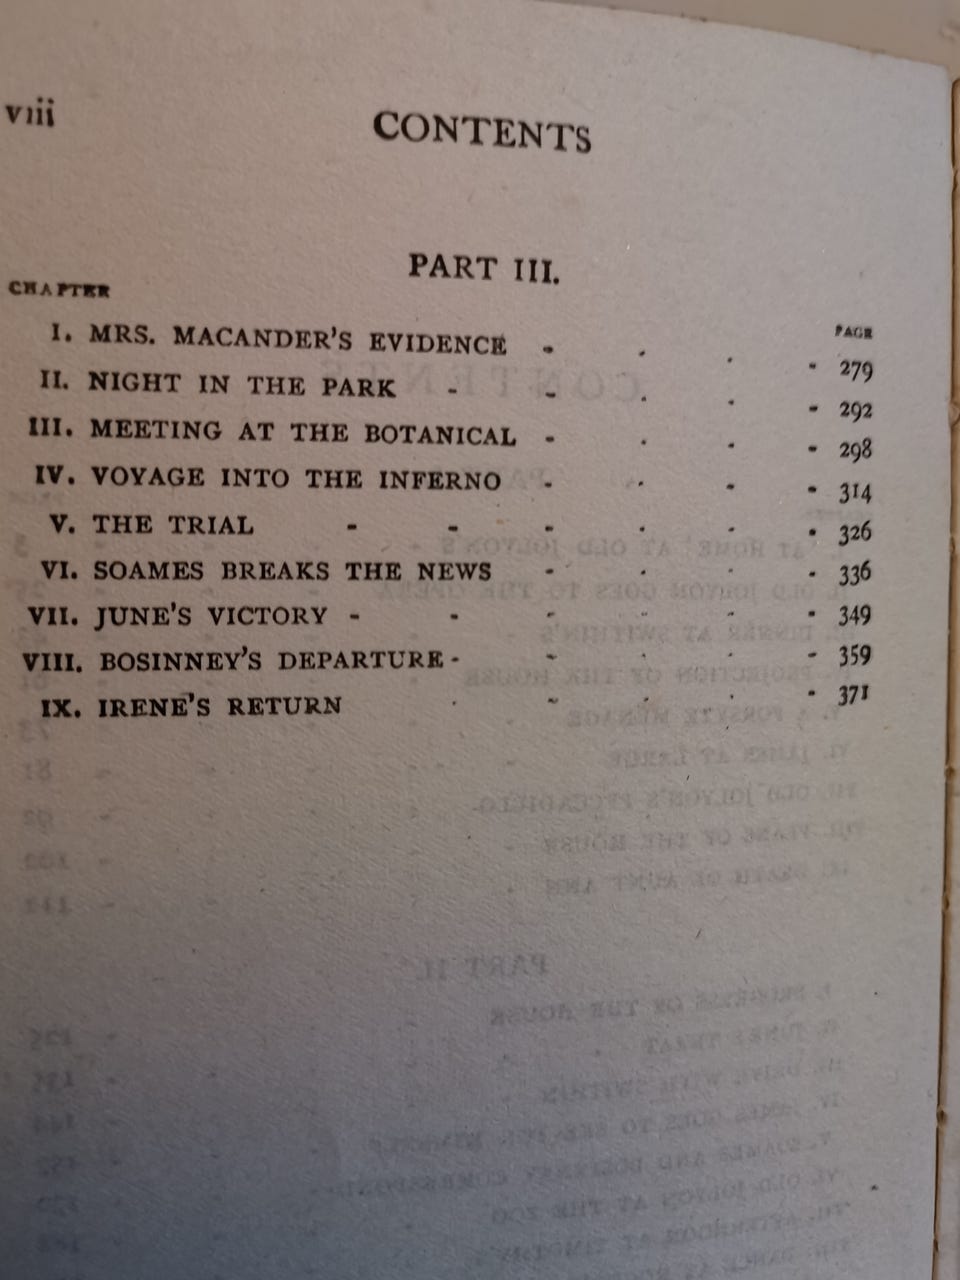 viii
CONTENTS
PART III.
CHAPTER
PAGE
I. MRS. MACANDER'S EVIDENCE - - - - 279
II. NIGHT IN THE PARK - - - - - 292
III. MEETING AT THE BOTANICAL - - - - 298
IV. VOYAGE INTO THE INFERNO - - - - 314
V. THE TRIAL - - - - - - 326
VI. SOAMES BREAKS THE NEWS - - - - 336
VII. JUNE'S VICTORY - - - - - - 349
VIII. BOSINNEY'S DEPARTURE - - - - - 359
IX. IRENE'S RETURN - - - - - 371